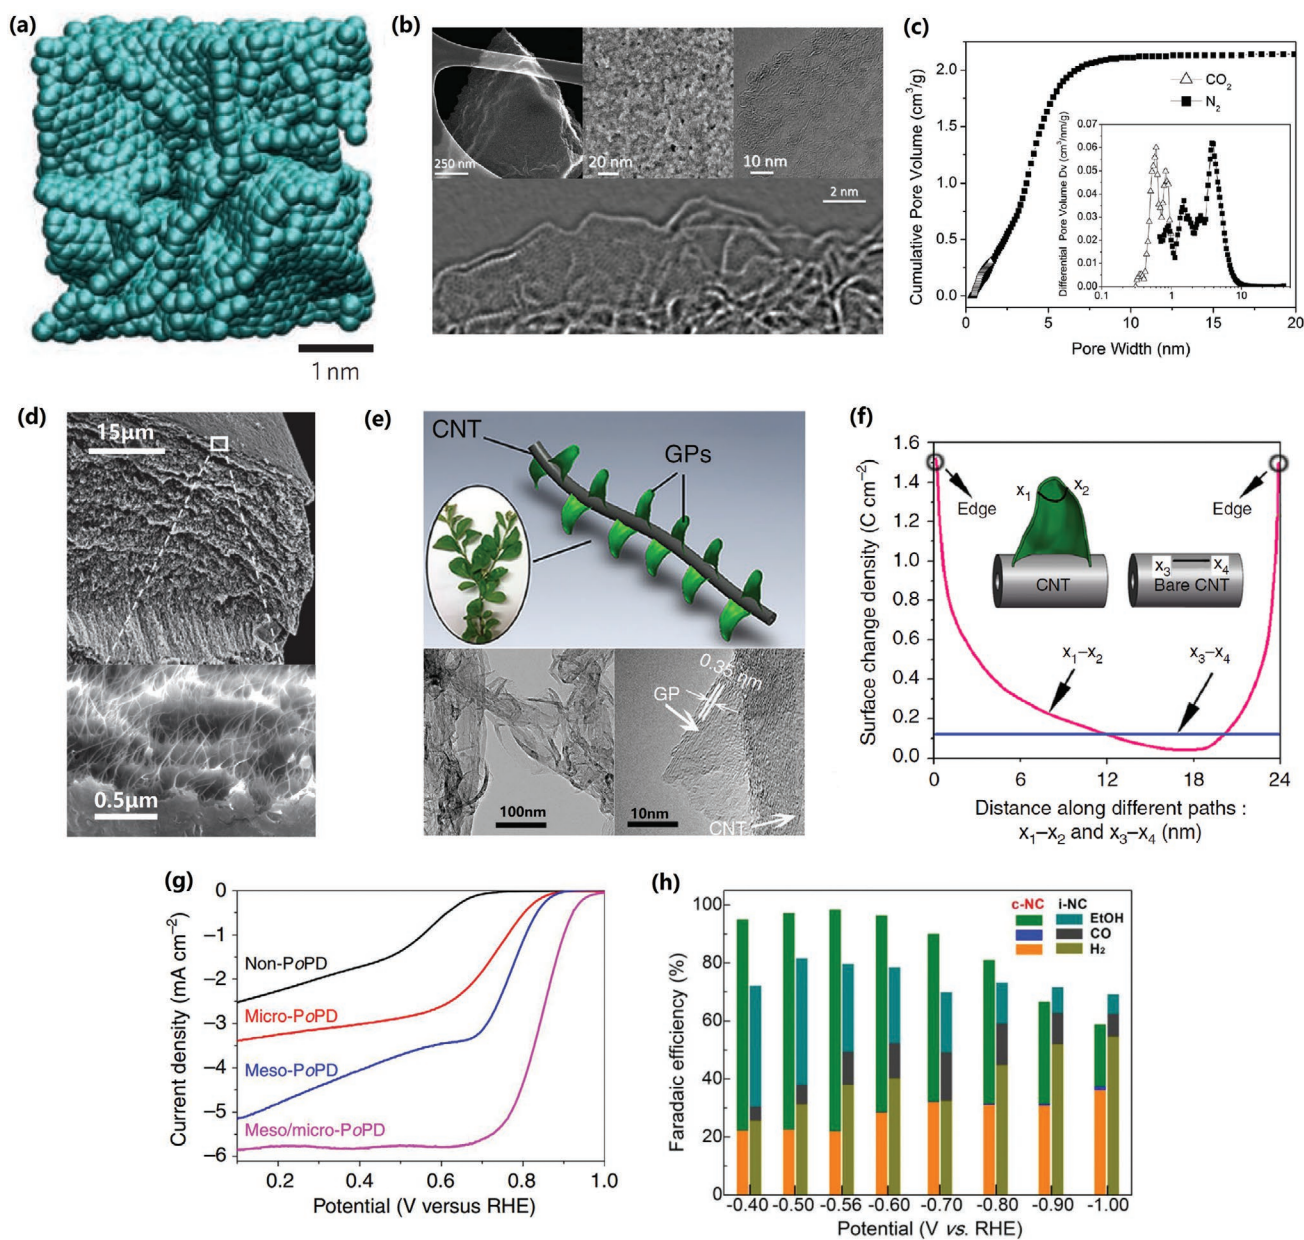 (a)
1 nm
(b)
250 nm
20 nm
10 nm
2 nm
(c)
Cumulative Pore Volume (cm³/g)
2.0
1.5
1.0
0.5
0.0
0
5
10
15
20
Pore Width (nm)
CO₂
N₂
Differential Pore Volume Dv (cm³/nm/g)
0.07
0.06
0.05
0.04
0.03
0.02
0.01
0.00
0.1
1
10
(d)
15µm
0.5µm
(e)
CNT
GPs
100nm
0.35 nm
GP
10nm
CNT
(f)
Surface change density (C cm⁻²)
1.6
1.4
1.2
1.0
0.8
0.6
0.4
0.2
0.0
Edge
Edge
x₁ x₂
CNT
x₃ x₄
Bare CNT
x₁–x₂
x₃–x₄
0
6
12
18
24
Distance along different paths :
x₁–x₂ and x₃–x₄ (nm)
(g)
Current density (mA cm⁻²)
0
–1
–2
–3
–4
–5
–6
Non-PoPD
Micro-PoPD
Meso-PoPD
Meso/micro-PoPD
0.2
0.4
0.6
0.8
1.0
Potential (V versus RHE)
(h)
Faradaic efficiency (%)
100
80
60
40
20
0
c-NC i-NC
EtOH
CO
H₂
-0.40
-0.50
-0.56
-0.60
-0.70
-0.80
-0.90
-1.00
Potential (V vs. RHE)